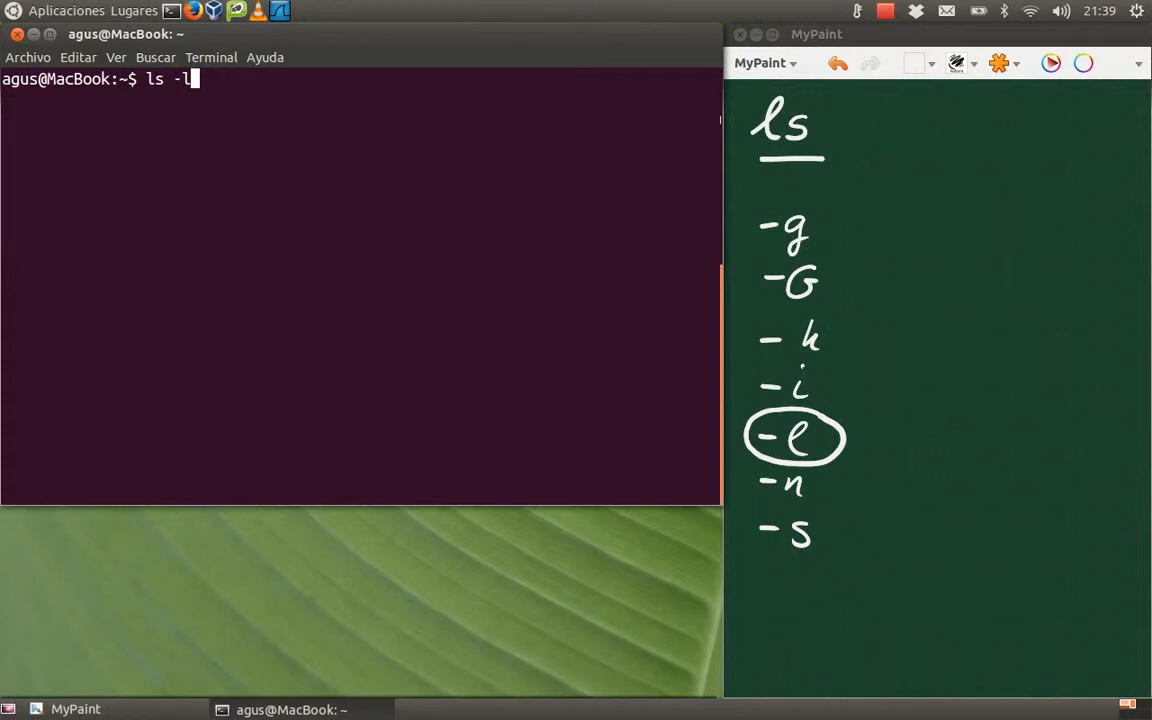 Aplicaciones Lugares
21:39
agus@MacBook: ~
Archivo Editar Ver Buscar Terminal Ayuda
agus@MacBook:~$ ls -l
MyPaint
MyPaint
ls
-g
-G
- h
- i
- l
- n
- s
MyPaint
agus@MacBook: ~